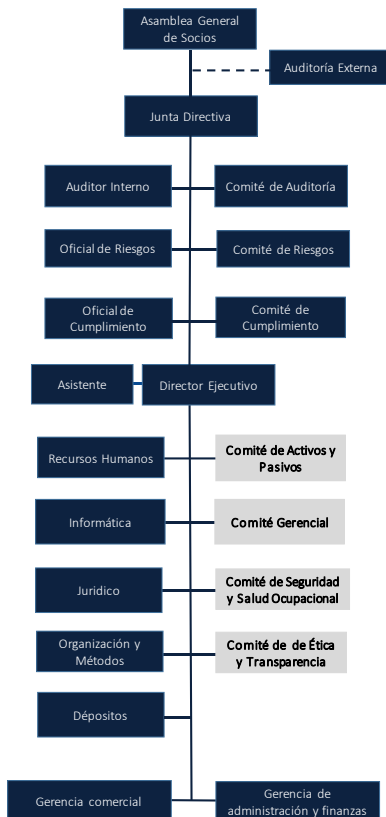 Asamblea General
de Socios
Auditoría Externa
Junta Directiva
Auditor Interno
Comité de Auditoría
Oficial de Riesgos
Comité de Riesgos
Oficial de
Cumplimiento
Comité de
Cumplimiento
Asistente
Director Ejecutivo
Recursos Humanos
Comité de Activos y
Pasivos
Informática
Comité Gerencial
Juridico
Comité de Seguridad
y Salud Ocupacional
Organización y
Métodos
Comité de de Ética
y Transparencia
Dépositos
Gerencia comercial
Gerencia de
administración y finanzas